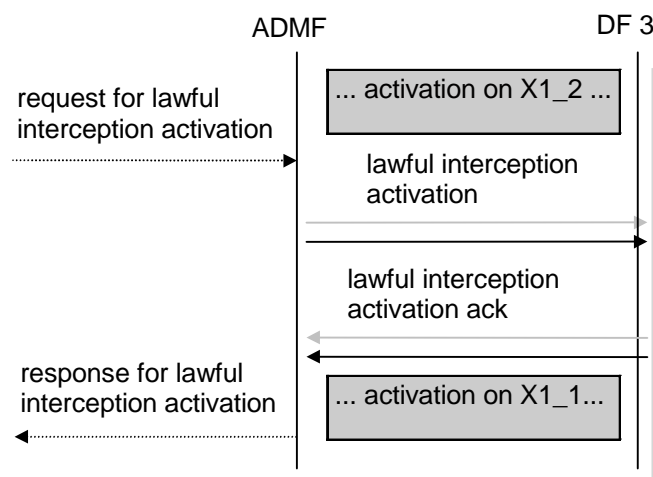 ADMF
DF 3
... activation on X1_2 ...
request for lawful
interception activation
lawful interception
activation
lawful interception
activation ack
response for lawful
interception activation
... activation on X1_1...